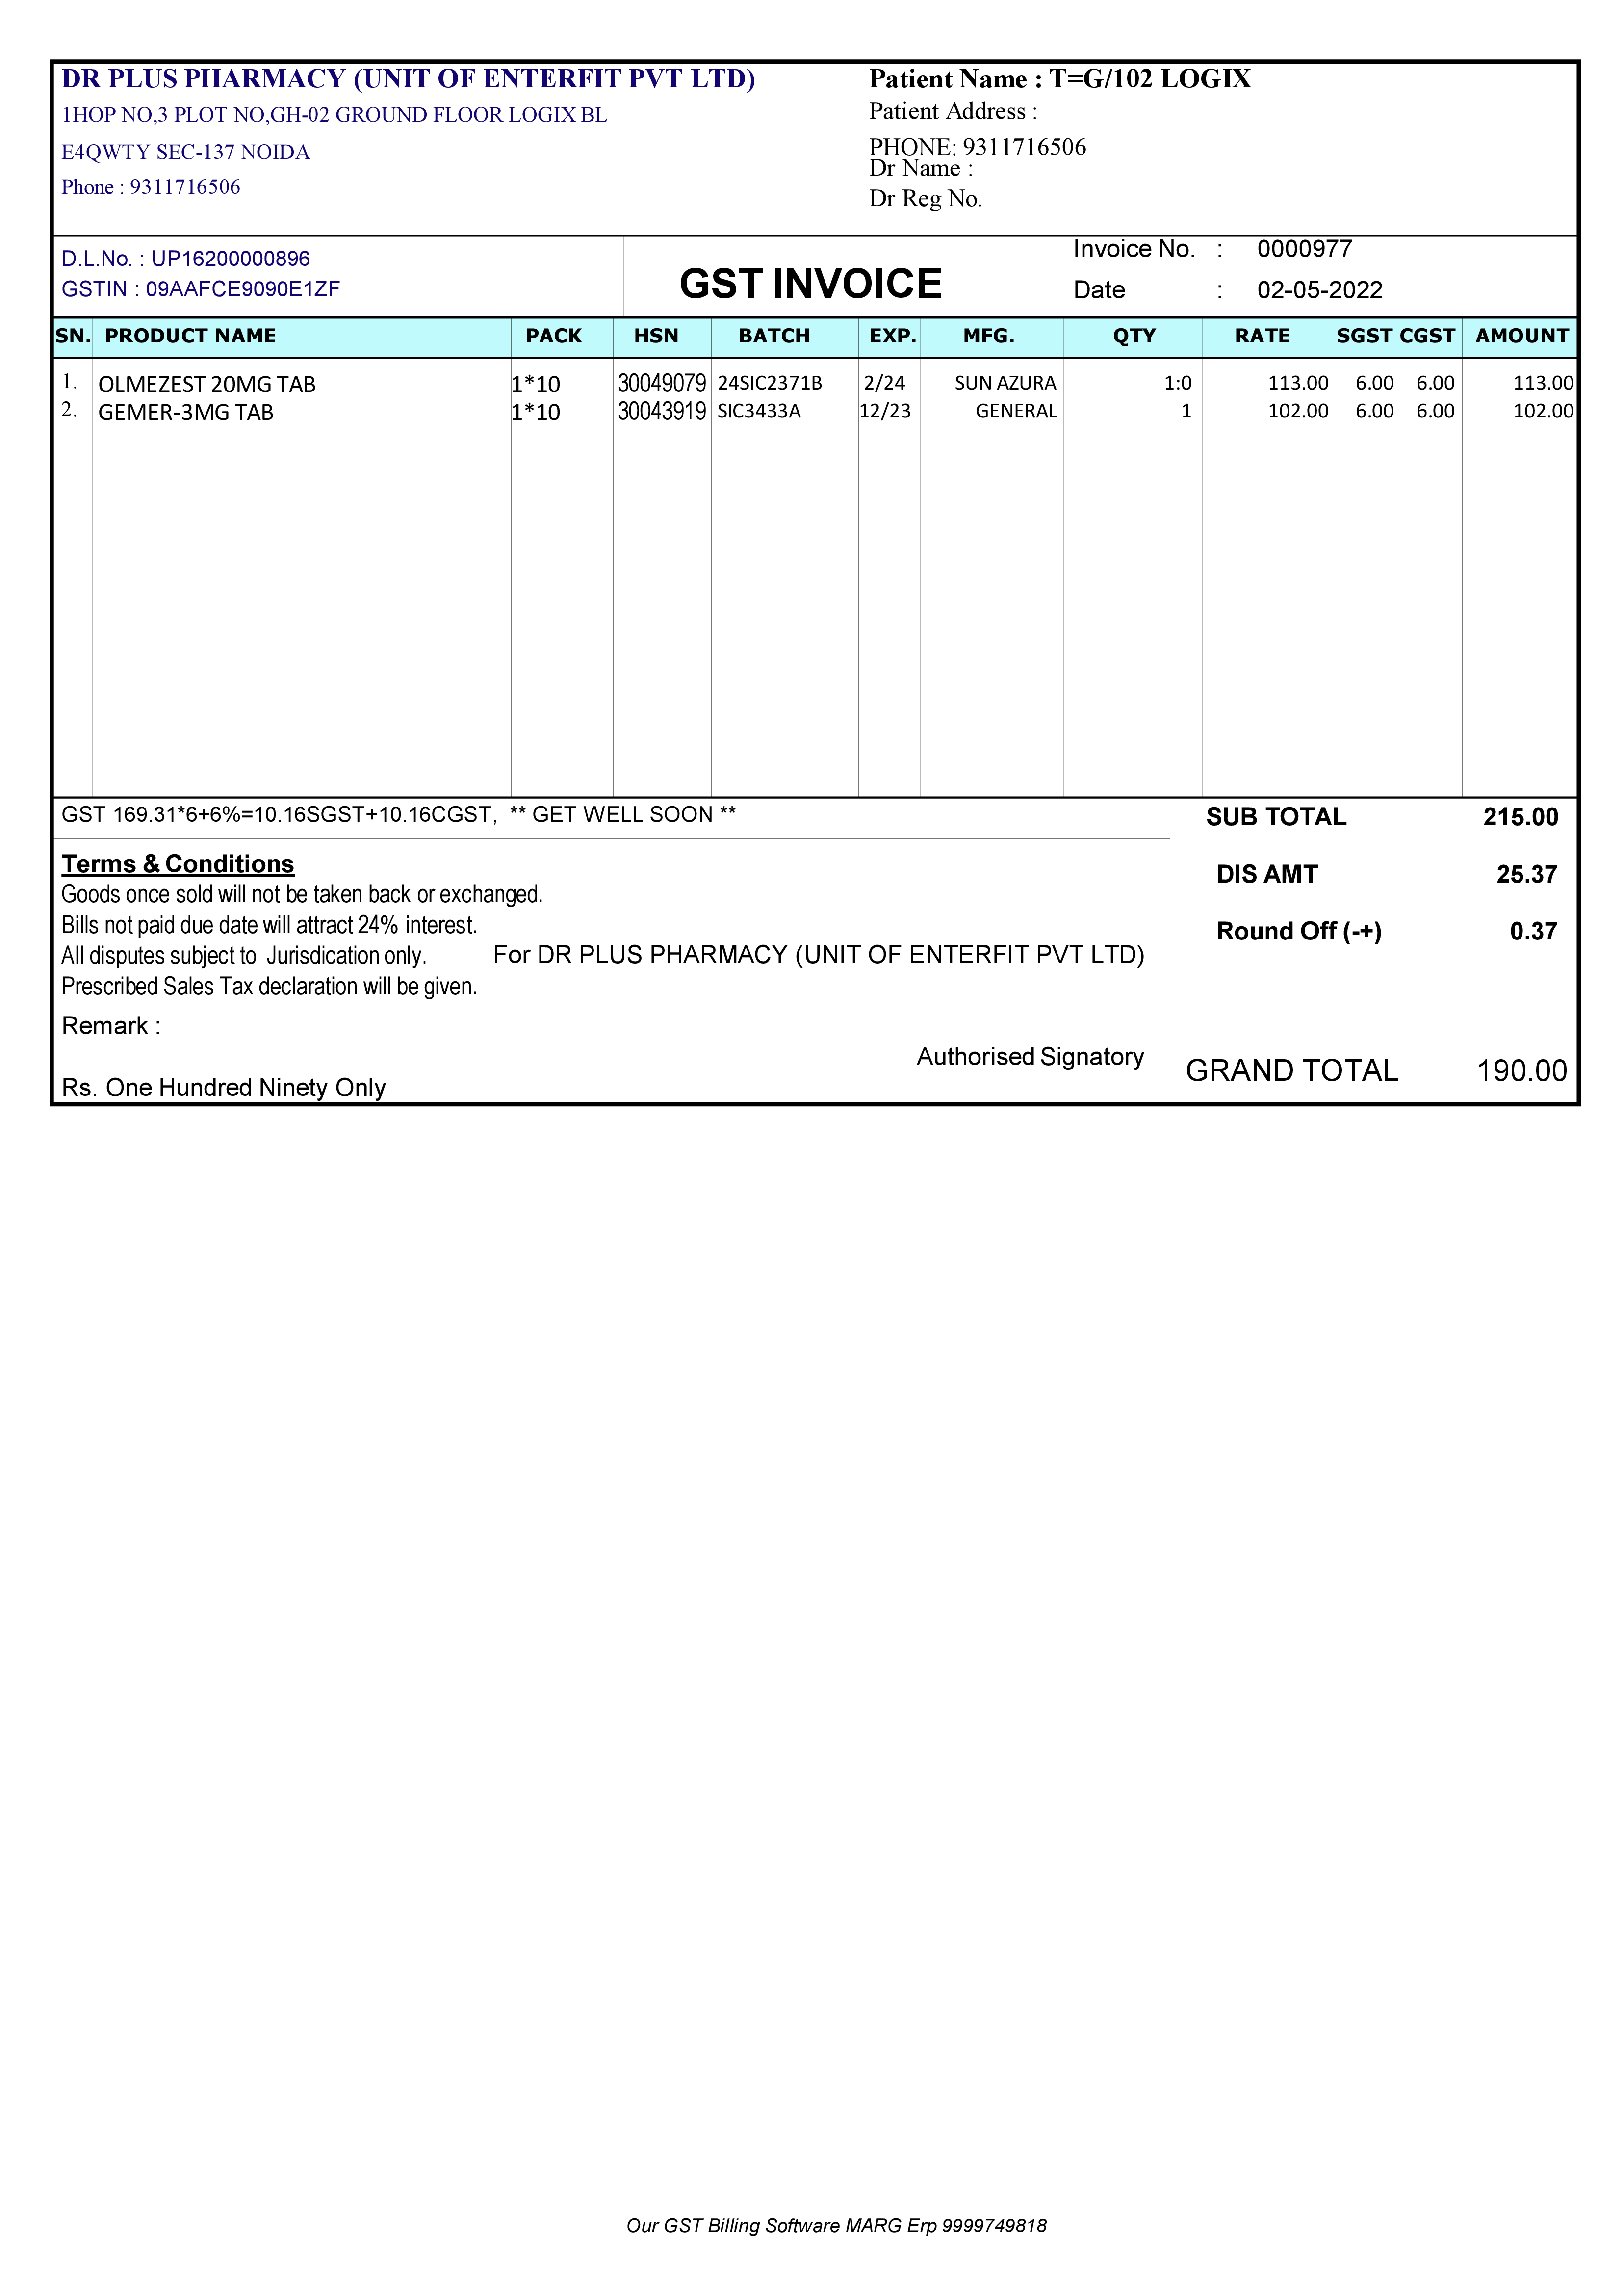 DR PLUS PHARMACY (UNIT OF ENTERFIT PVT LTD)
1HOP NO,3 PLOT NO,GH-02 GROUND FLOOR LOGIX BL
E4QWTY SEC-137 NOIDA
Phone : 9311716506
Patient Name : T=G/102 LOGIX
Patient Address :
PHONE: 9311716506
Dr Name :
Dr Reg No.
D.L.No. : UP16200000896
GSTIN : 09AAFCE9090E1ZF
GST INVOICE
Invoice No. : 0000977
Date : 02-05-2022
SN. PRODUCT NAME PACK HSN BATCH EXP. MFG. QTY RATE SGST CGST AMOUNT
1. OLMEZEST 20MG TAB 1*10 30049079 24SIC2371B 2/24 SUN AZURA 1:0 113.00 6.00 6.00 113.00
2. GEMER-3MG TAB 1*10 30043919 SIC3433A 12/23 GENERAL 1 102.00 6.00 6.00 102.00
GST 169.31*6+6%=10.16SGST+10.16CGST, ** GET WELL SOON **
Terms & Conditions
Goods once sold will not be taken back or exchanged.
Bills not paid due date will attract 24% interest.
All disputes subject to Jurisdication only.
Prescribed Sales Tax declaration will be given.
For DR PLUS PHARMACY (UNIT OF ENTERFIT PVT LTD)
Remark :
Authorised Signatory
Rs. One Hundred Ninety Only
SUB TOTAL 215.00
DIS AMT 25.37
Round Off (-+) 0.37
GRAND TOTAL 190.00
Our GST Billing Software MARG Erp 9999749818